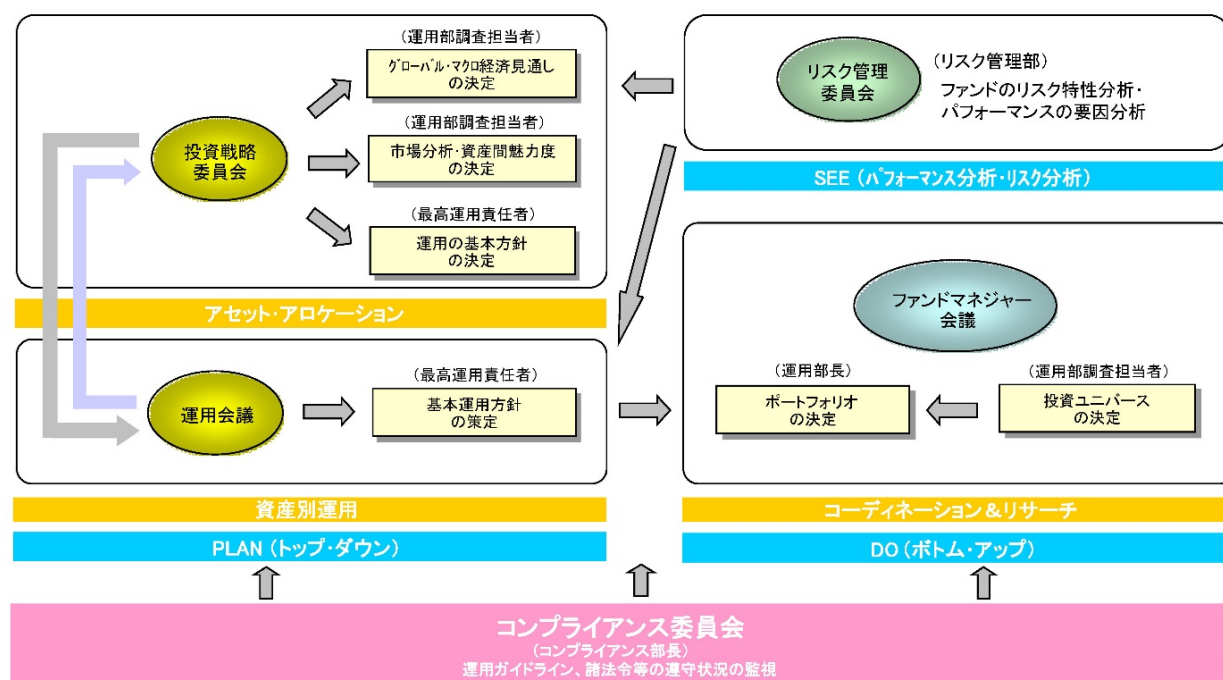 (運用部調査担当者)
グローバル・マクロ経済見通し
の決定
(運用部調査担当者)
市場分析・資産間魅力度
の決定
投資戦略
委員会
(最高運用責任者)
運用の基本方針
の決定
アセット・アロケーション
(最高運用責任者)
運用会議
基本運用方針
の策定
資産別運用
PLAN (トップ・ダウン)
リスク管理
委員会
(リスク管理部)
ファンドのリスク特性分析・
パフォーマンスの要因分析
SEE (パフォーマンス分析・リスク分析)
ファンドマネジャー
会議
(運用部長)
ポートフォリオ
の決定
(運用部調査担当者)
投資ユニバース
の決定
コーディネーション&リサーチ
DO (ボトム・アップ)
コンプライアンス委員会
(コンプライアンス部長)
運用ガイドライン、諸法令等の遵守状況の監視